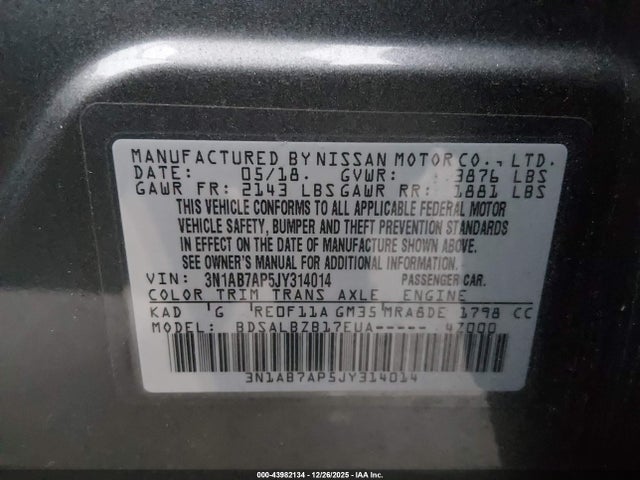 MANUFACTURED BY NISSAN MOTOR CO., LTD.
DATE: 05/18. GVWR: 3876 LBS
GAWR FR: 2143 LBS GAWR RR: 1881 LBS
THIS VEHICLE CONFORMS TO ALL APPLICABLE FEDERAL MOTOR
VEHICLE SAFETY, BUMPER AND THEFT PREVENTION STANDARDS
IN EFFECT ON THE DATE OF MANUFACTURE SHOWN ABOVE.
SEE OWNER'S MANUAL FOR ADDITIONAL INFORMATION.
VIN: 3N1AB7AP5JY314014 PASSENGER CAR.
COLOR TRIM TRANS AXLE ENGINE
KAD G RE0F11A GM35 MRA8DE 1798 CC
MODEL: BDSALBZB17EUA----- 47000
3N1AB7AP5JY314014
000-43982134 - 12/26/2025 - IAA Inc.